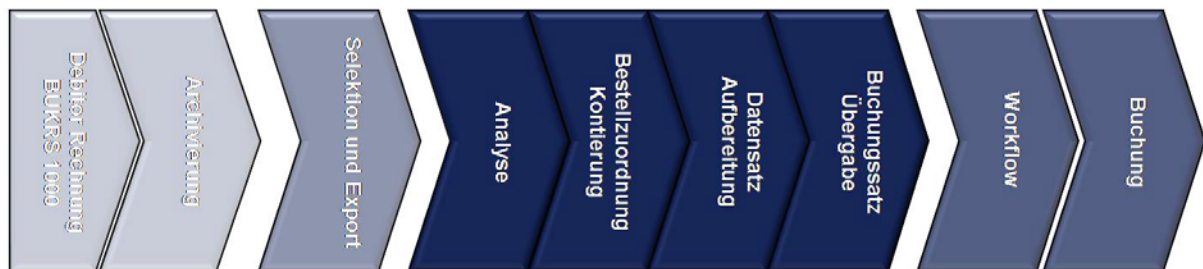 Debitor Rechnung
BUKRS 1000
Archivierung
Selektion und Export
Analyse
Bestellzuordnung
Kontierung
Datensatz
Aufbereitung
Buchungssatz
Übergabe
Workflow
Buchung